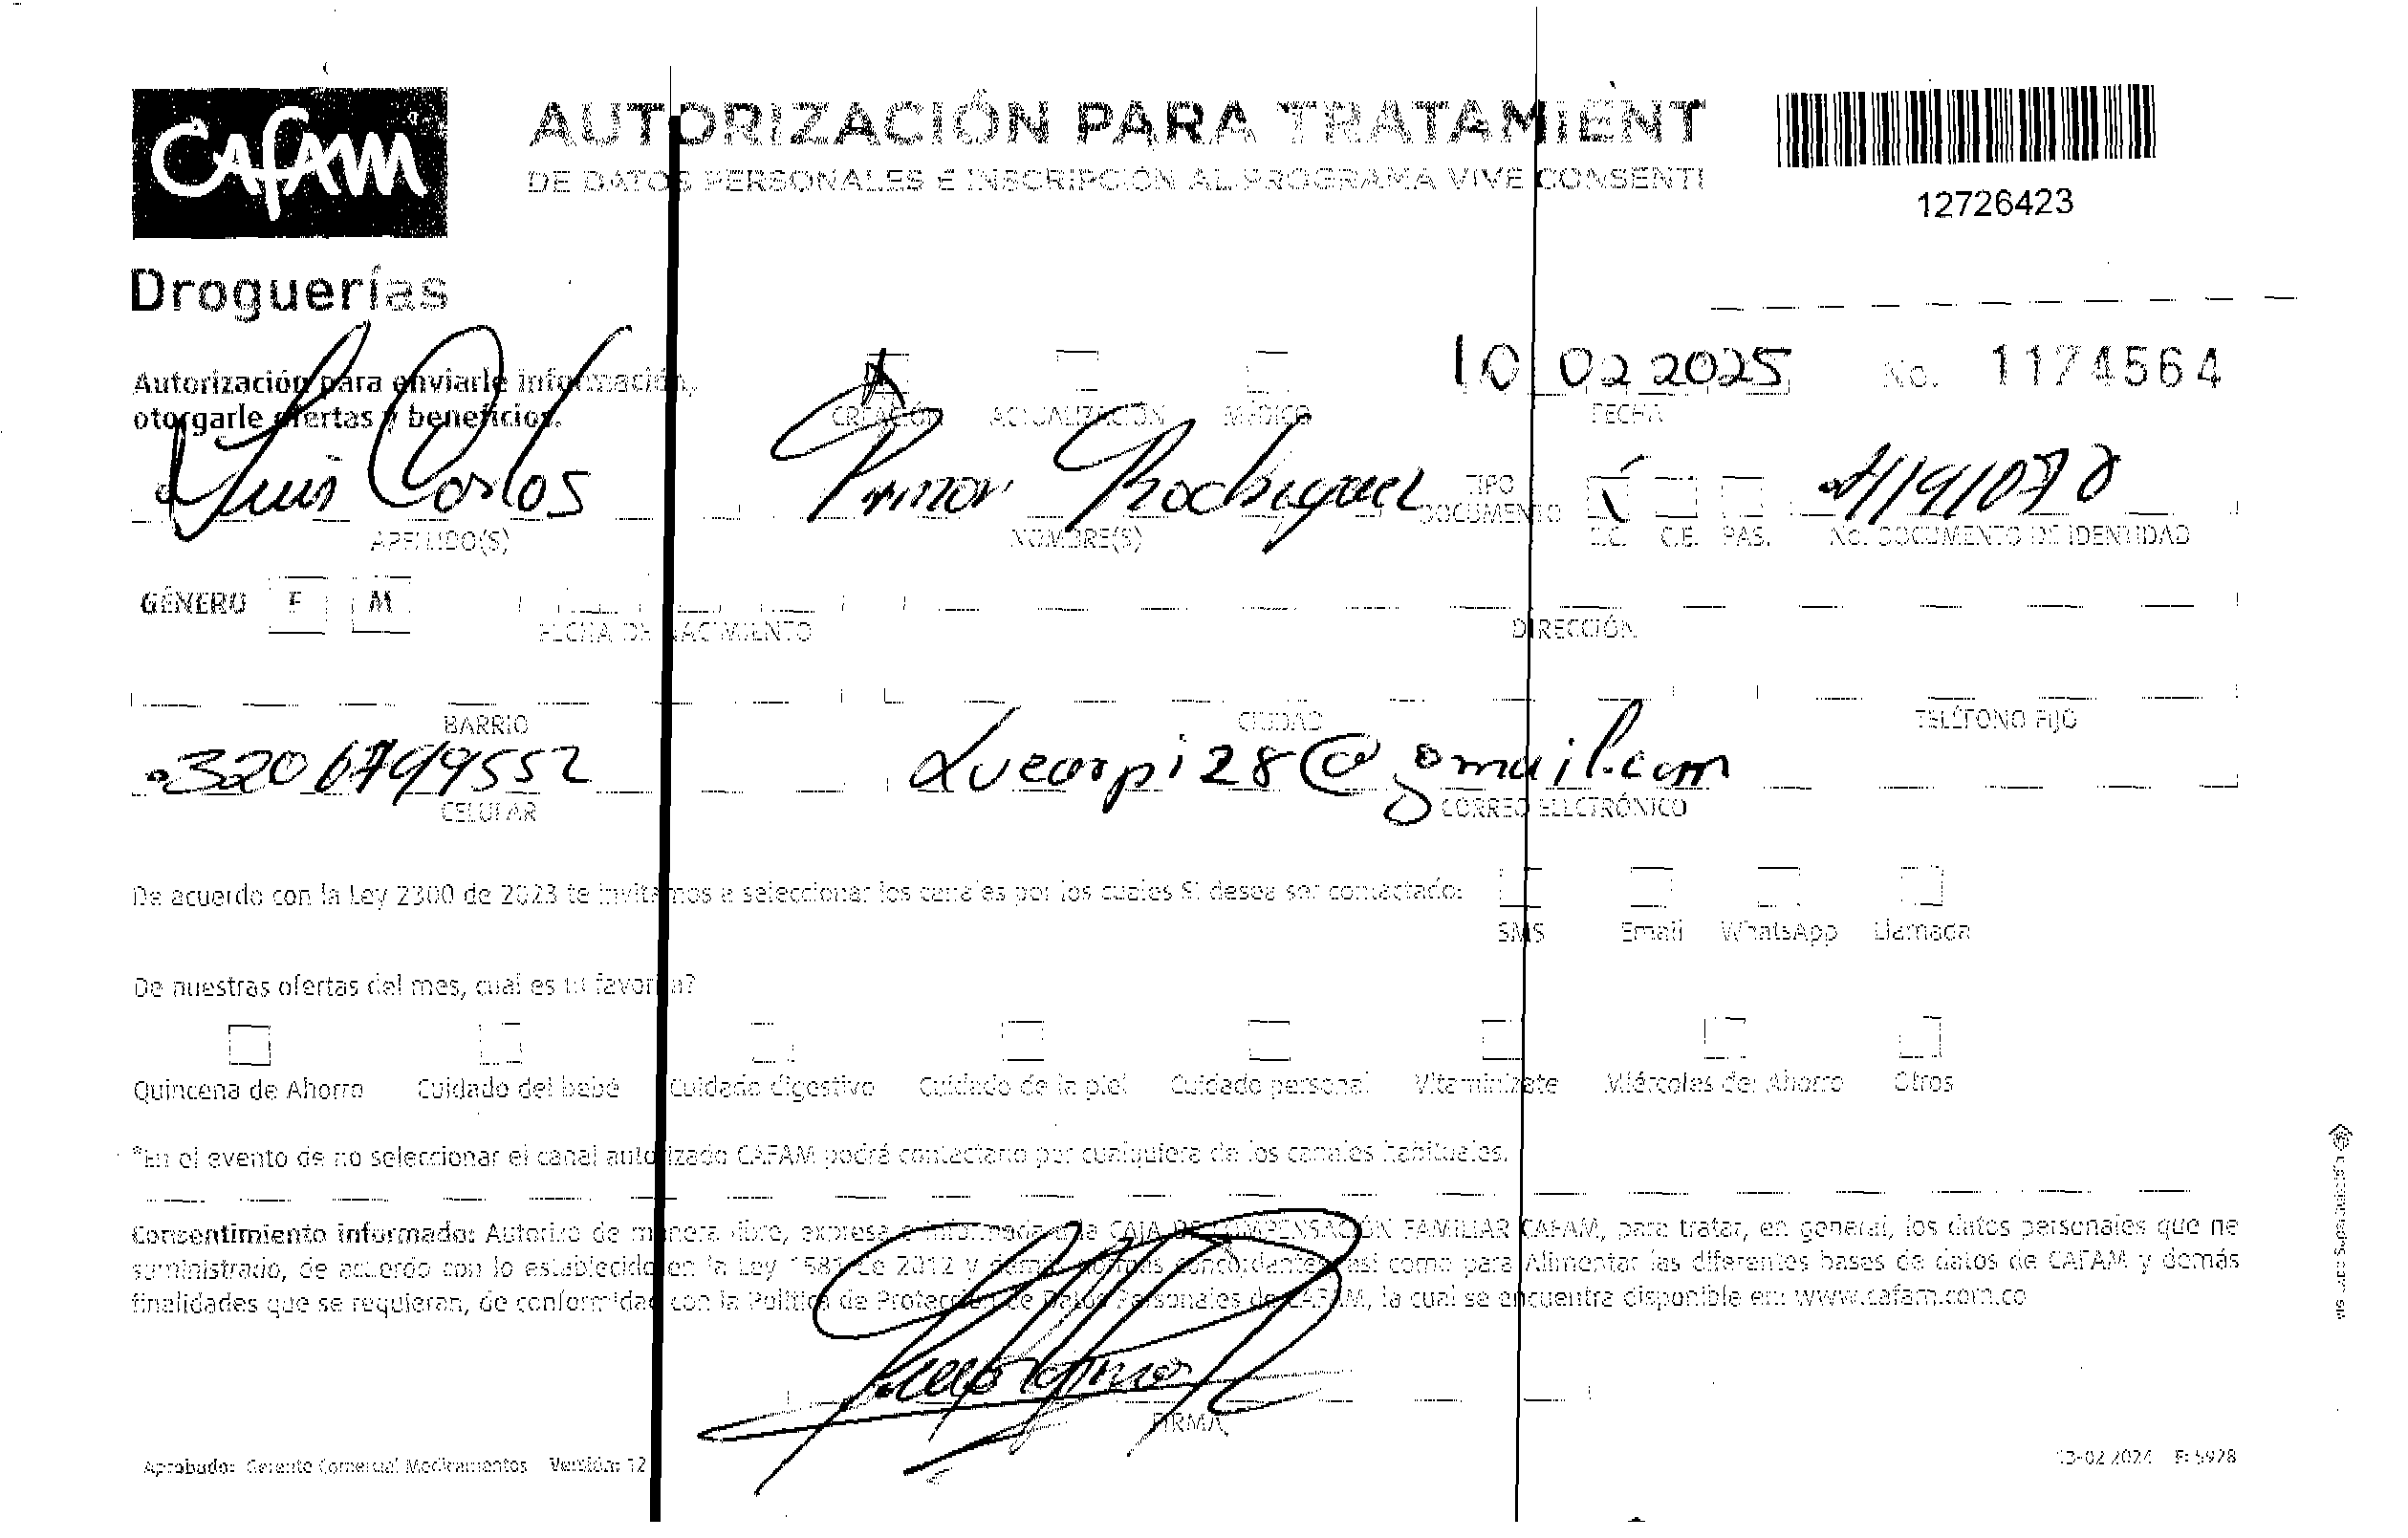 CAFAM
Droguerías
AUTORIZACIÓN PARA TRATAMIENT
DE DATOS PERSONALES E INSCRIPCIÓN AL PROGRAMA VIVE CONSENTI
12726423
Autorización para enviarle información,
otorgarle ofertas y beneficios.
CREACIÓN ACTUALIZACIÓN MÉDICO
10 02 2025
FECHA
No. 1174564
Luis Carlos Pinzon Rodriguez
TIPO DOCUMENTO C.C. C.E. PAS.
APELLIDO(S) NOMBRE(S) No. DOCUMENTO DE IDENTIDAD
GÉNERO F M
FECHA DE NACIMIENTO DIRECCIÓN
BARRIO CIUDAD TELÉFONO FIJO
3206799552 Lucarpi28@gmail.com
CELULAR CORREO ELECTRÓNICO
De acuerdo con la Ley 2300 de 2023 te invitamos a seleccionar los canales por los cuales SI desea ser contactado:
SMS Email WhatsApp Llamada
De nuestras ofertas del mes, cual es tu favorita?
Quincena de Ahorro Cuidado del bebé Cuidado digestivo Cuidado de la piel Cuidado personal Vitaminízate Miércoles de Ahorro Otros
*En el evento de no seleccionar el canal autorizado CAFAM podrá contactarlo por cualquiera de los canales habituales.
Consentimiento informado: Autorizo de manera libre, expresa e informada a la CAJA DE COMPENSACIÓN FAMILIAR CAFAM, para tratar, en general, los datos personales que he
suministrado, de acuerdo con lo establecido en la Ley 1581 de 2012 y demás normas concordantes, así como para Alimentar las diferentes bases de datos de CAFAM y demás
finalidades que se requieran, de conformidad con la Política de Protección de Datos Personales de CAFAM, la cual se encuentra disponible en: www.cafam.com.co
FIRMA
Aprobado: Gerente Comercial Medicamentos Versión: 12
13-02 2024 F: 5928